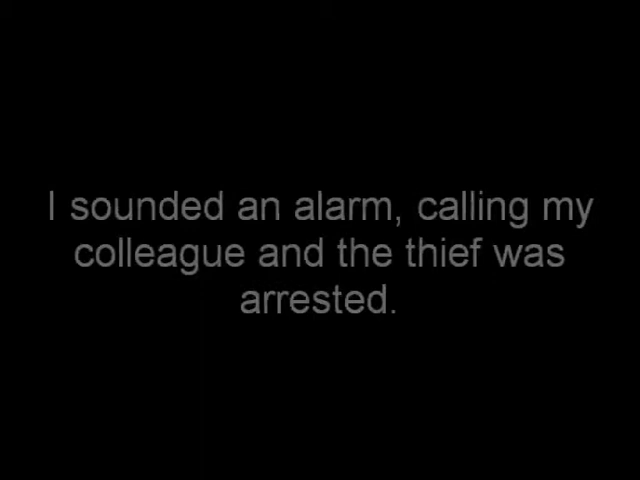 I sounded an alarm, calling my
colleague and the thief was
arrested.